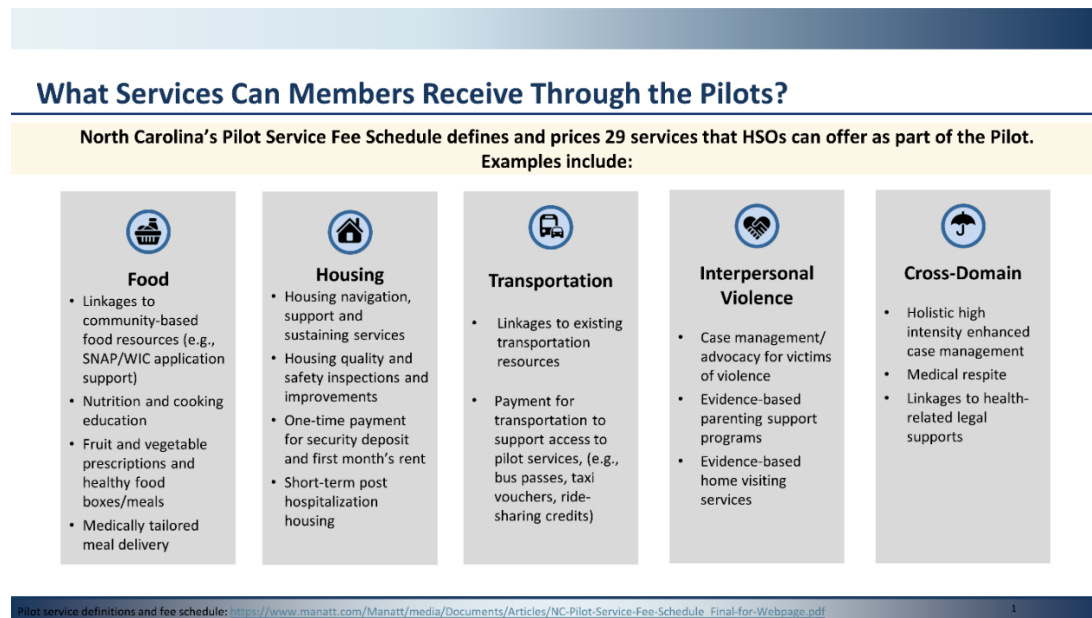 What Services Can Members Receive Through the Pilots?
North Carolina's Pilot Service Fee Schedule defines and prices 29 services that HSOs can offer as part of the Pilot.
Examples include:
Food
• Linkages to
community-based
food resources (e.g.,
SNAP/WIC application
support)
• Nutrition and cooking
education
• Fruit and vegetable
prescriptions and
healthy food
boxes/meals
• Medically tailored
meal delivery
Housing
• Housing navigation,
support and
sustaining services
• Housing quality and
safety inspections and
improvements
• One-time payment
for security deposit
and first month's rent
• Short-term post
hospitalization
housing
Transportation
• Linkages to existing
transportation
resources
• Payment for
transportation to
support access to
pilot services, (e.g.,
bus passes, taxi
vouchers, ride-
sharing credits)
Interpersonal
Violence
• Case management/
advocacy for victims
of violence
• Evidence-based
parenting support
programs
• Evidence-based
home visiting
services
Cross-Domain
• Holistic high
intensity enhanced
case management
• Medical respite
• Linkages to health-
related legal
supports
Pilot service definitions and fee schedule: https://www.manatt.com/Manatt/media/Documents/Articles/NC-Pilot-Service-Fee-Schedule_Final-for-Webpage.pdf
1